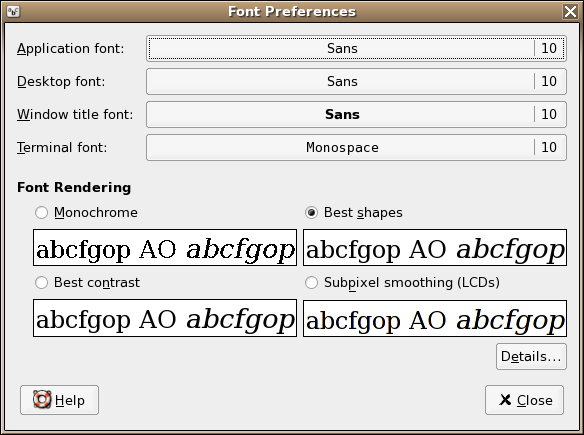 Font Preferences
Application font: Sans 10
Desktop font: Sans 10
Window title font: Sans 10
Terminal font: Monospace 10
Font Rendering
Monochrome Best shapes
abcfgop AO abcfgop abcfgop AO abcfgop
Best contrast Subpixel smoothing (LCDs)
abcfgop AO abcfgop abcfgop AO abcfgop
Details...
Help Close